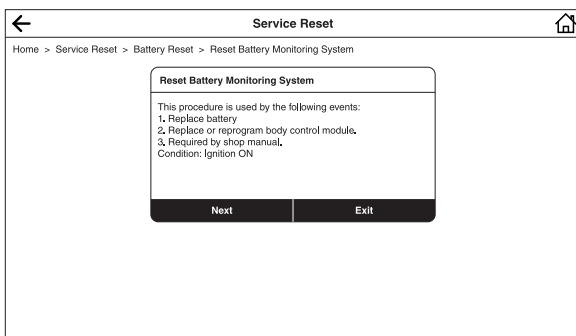 Service Reset
Home > Service Reset > Battery Reset > Reset Battery Monitoring System
Reset Battery Monitoring System
This procedure is used by the following events:
1. Replace battery
2. Replace or reprogram body control module.
3. Required by shop manual.
Condition: Ignition ON
Next
Exit